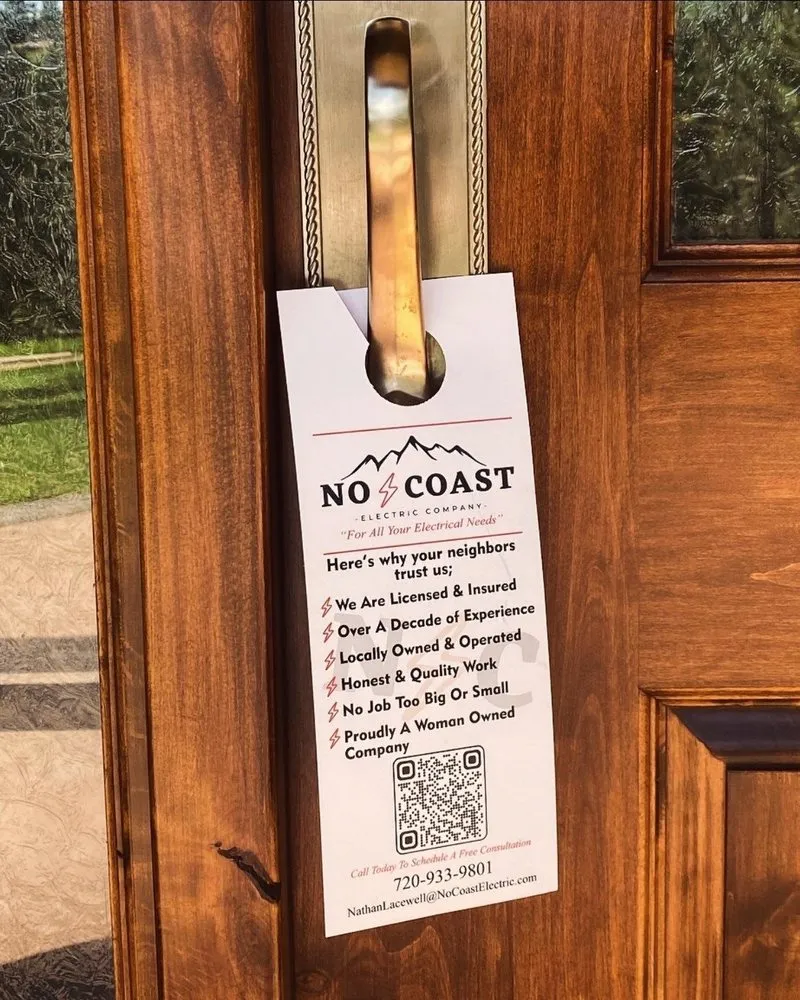 NO COAST
-ELECTRIC COMPANY-
"For All Your Electrical Needs"
Here's why your neighbors
trust us;
We Are Licensed & Insured
Over A Decade of Experience
Locally Owned & Operated
Honest & Quality Work
No Job Too Big Or Small
Proudly A Woman Owned
Company
Call Today To Schedule A Free Consultation
720-933-9801
NathanLacewell@NoCoastElectric.com